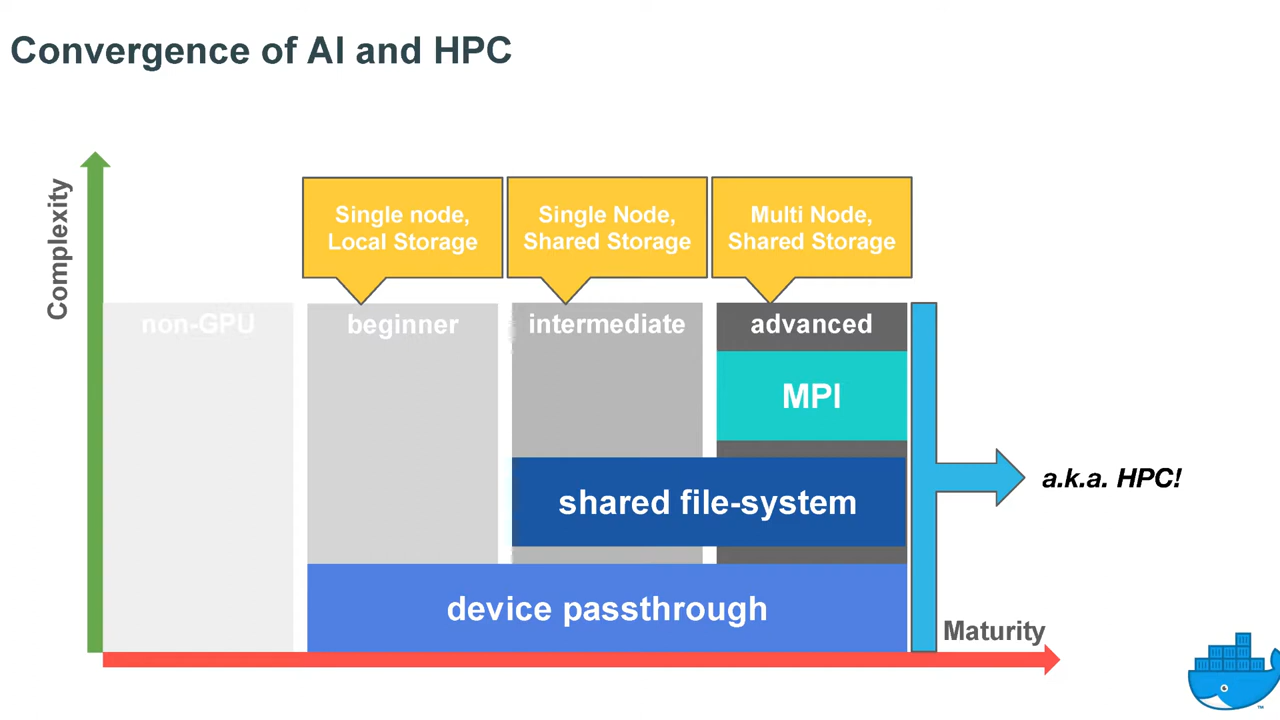 Convergence of AI and HPC
Complexity
Single node,
Local Storage
Single Node,
Shared Storage
Multi Node,
Shared Storage
non-GPU
beginner
intermediate
advanced
MPI
shared file-system
device passthrough
a.k.a. HPC!
Maturity
TM